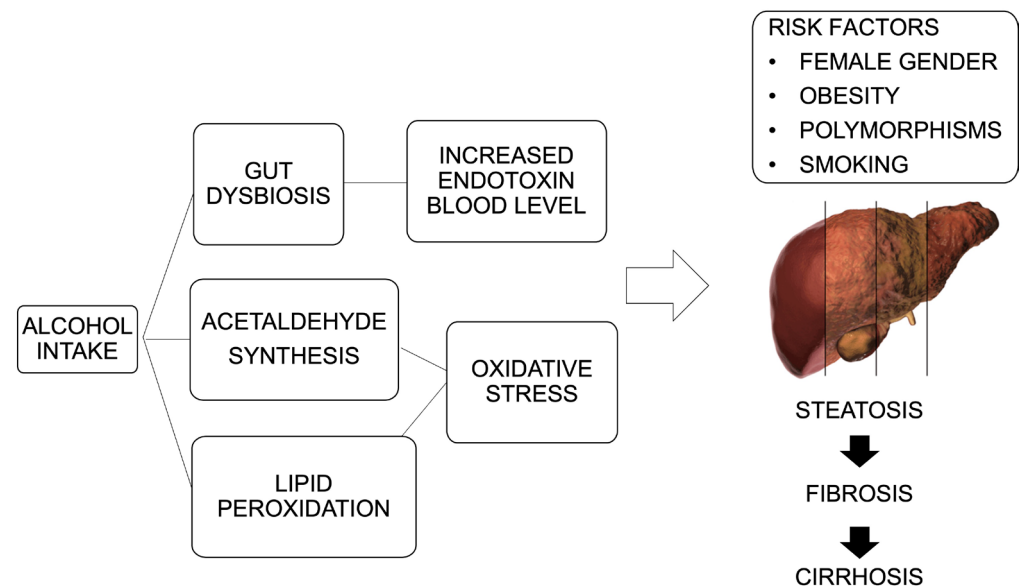 RISK FACTORS
• FEMALE GENDER
• OBESITY
• POLYMORPHISMS
• SMOKING
GUT
DYSBIOSIS
INCREASED
ENDOTOXIN
BLOOD LEVEL
ALCOHOL
INTAKE
ACETALDEHYDE
SYNTHESIS
OXIDATIVE
STRESS
LIPID
PEROXIDATION
STEATOSIS
FIBROSIS
CIRRHOSIS